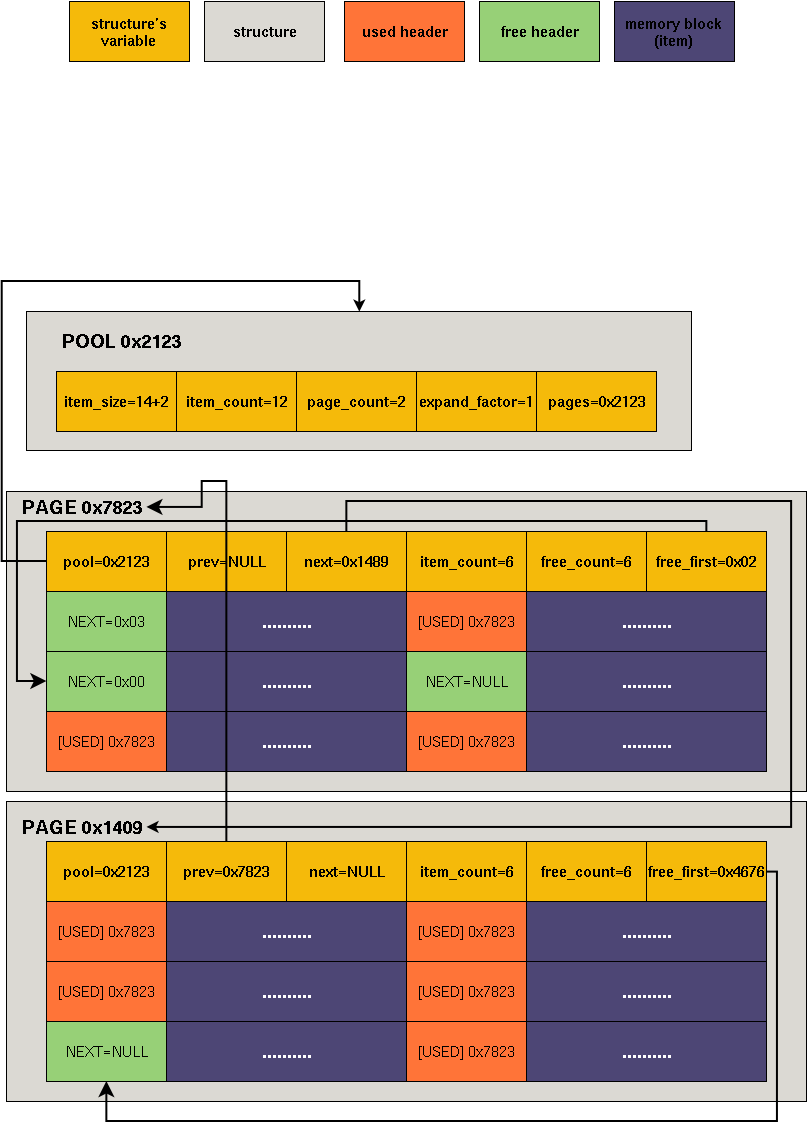 structure's
variable
structure
used header
free header
memory block
(item)
POOL 0x2123
item_size=14+2
item_count=12
page_count=2
expand_factor=1
pages=0x2123
PAGE 0x7823
pool=0x2123
prev=NULL
next=0x1489
item_count=6
free_count=6
free_first=0x02
NEXT=0x03
..........
[USED] 0x7823
..........
NEXT=0x00
..........
NEXT=NULL
..........
[USED] 0x7823
..........
[USED] 0x7823
..........
PAGE 0x1409
pool=0x2123
prev=0x7823
next=NULL
item_count=6
free_count=6
free_first=0x4676
[USED] 0x7823
..........
[USED] 0x7823
..........
[USED] 0x7823
..........
[USED] 0x7823
..........
NEXT=NULL
..........
[USED] 0x7823
..........